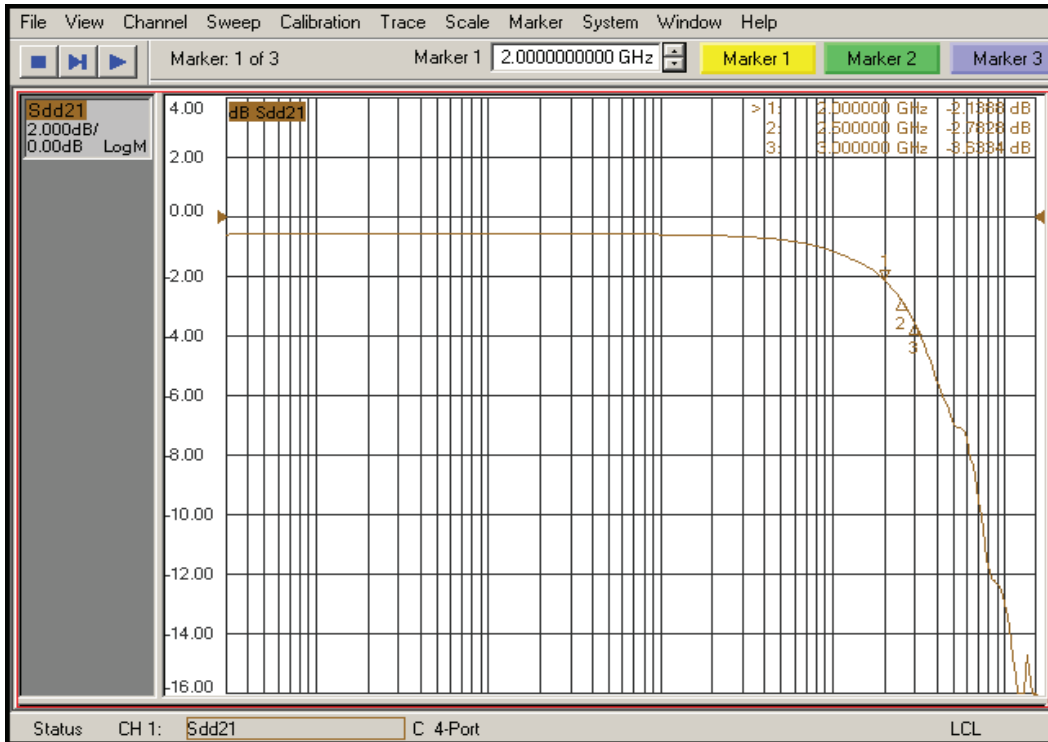 File View Channel Sweep Calibration Trace Scale Marker System Window Help
Marker: 1 of 3 Marker 1 2.0000000000 GHz Marker 1 Marker 2 Marker 3
Sdd21
2.000dB/
0.00dB LogM
dB Sdd21
> 1: 2.000000 GHz -2.1388 dB
2: 2.500000 GHz -2.7828 dB
3: 3.000000 GHz
4.00
2.00
0.00
-2.00
-4.00
-6.00
-8.00
-10.00
-12.00
-14.00
-16.00
1
2
3
Status CH 1: Sdd21 C 4-Port LCL